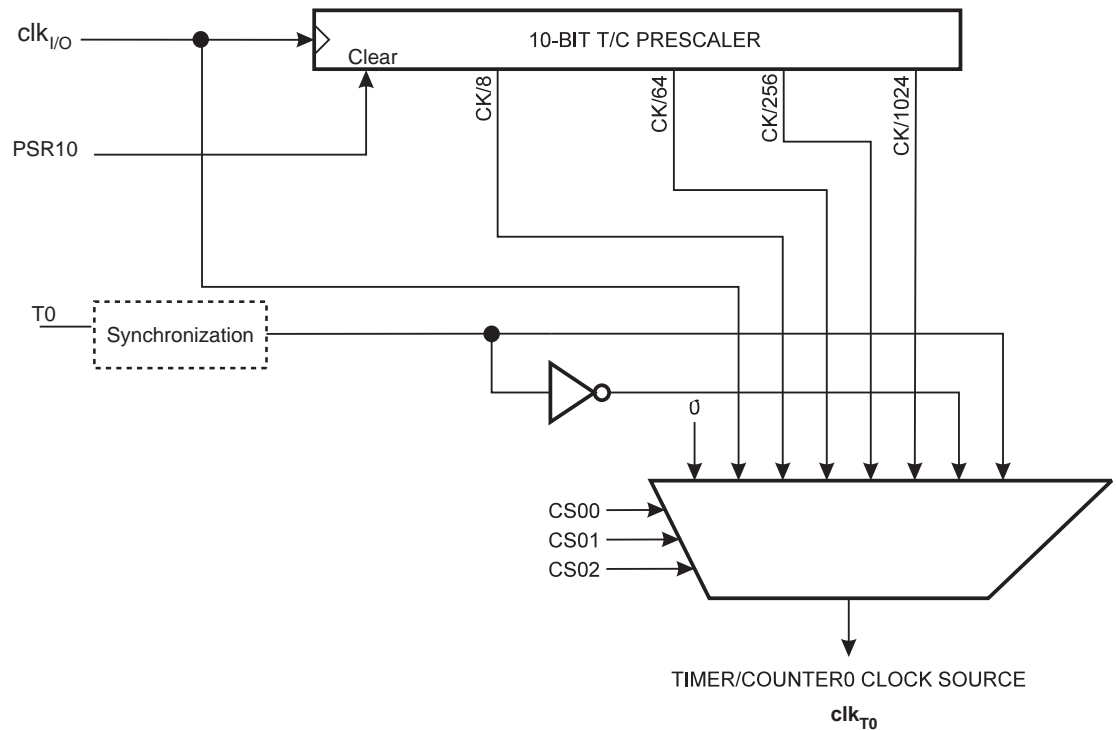 clkI/O
10-BIT T/C PRESCALER
Clear
CK/8
CK/64
CK/256
CK/1024
PSR10
T0
Synchronization
0
CS00
CS01
CS02
TIMER/COUNTER0 CLOCK SOURCE
clkT0